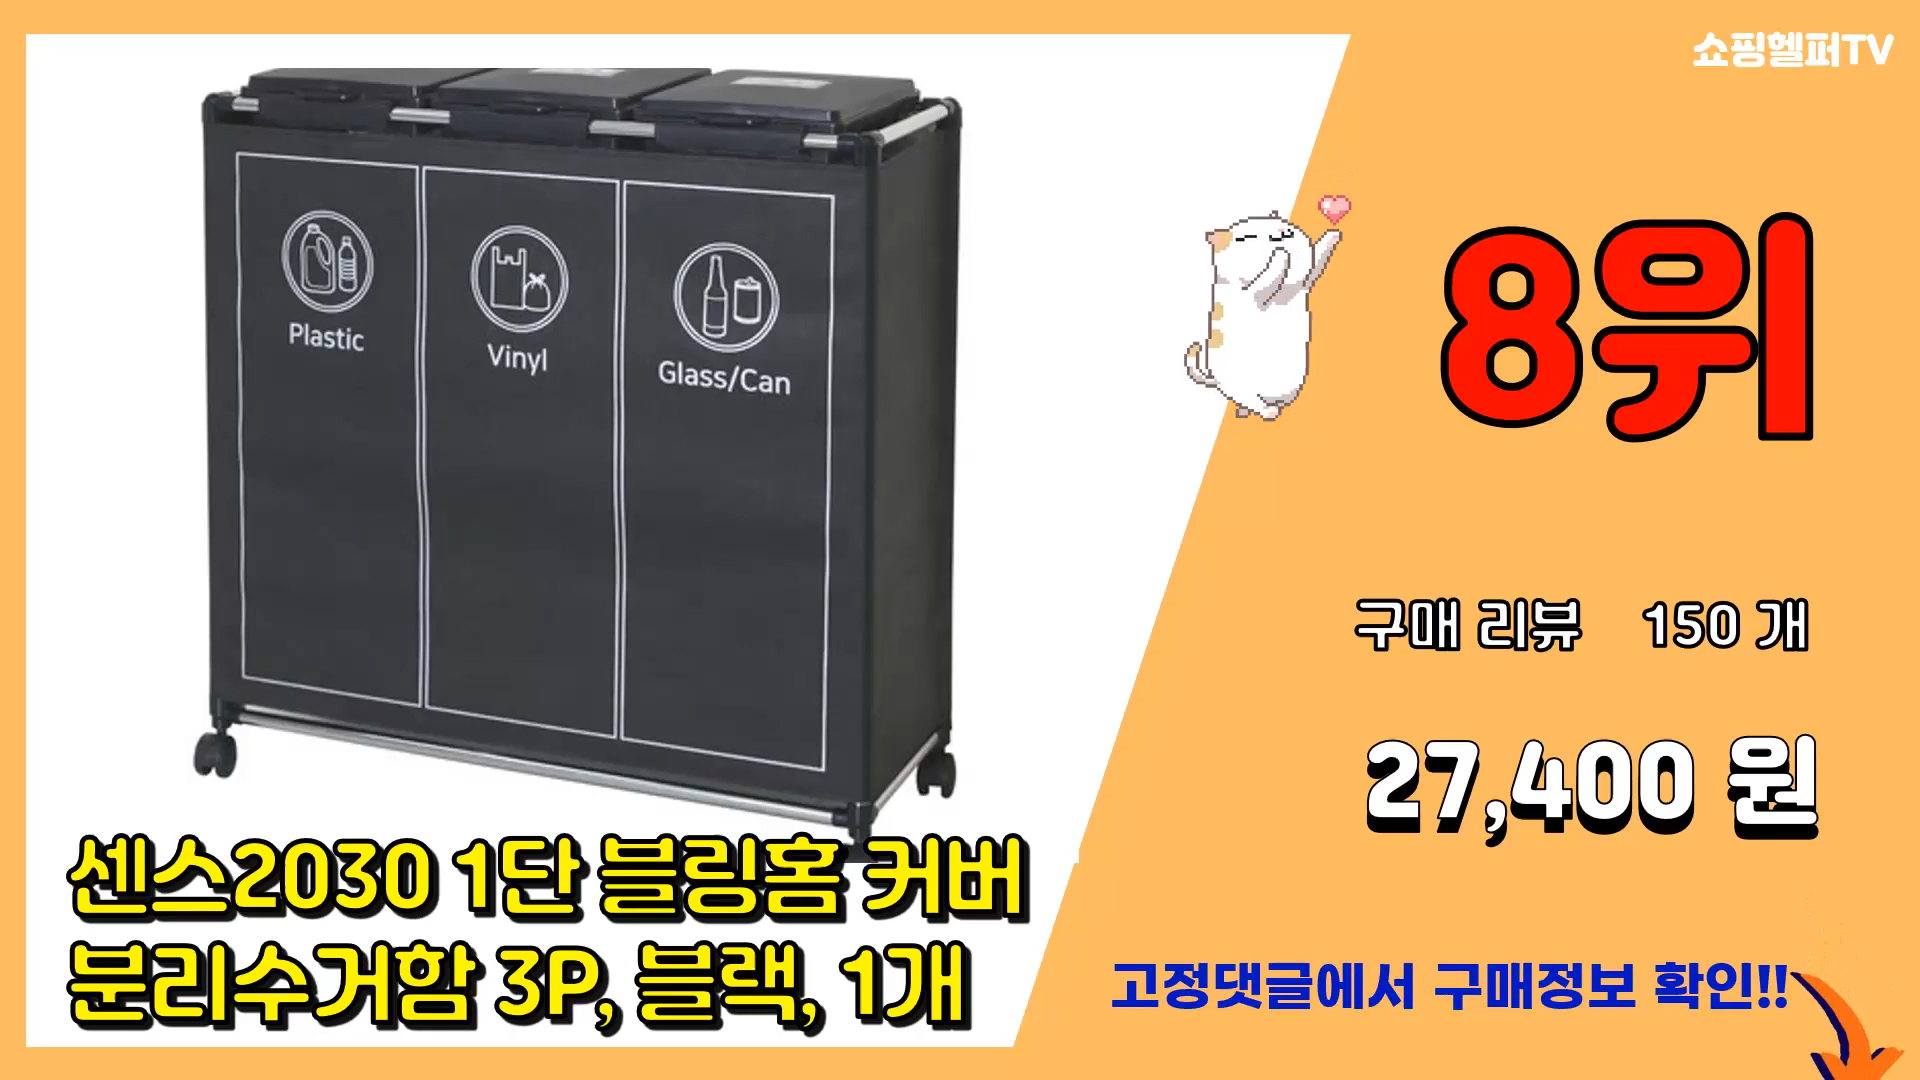 쇼핑헬퍼TV
Plastic
Vinyl
Glass/Can
8위
구매 리뷰 150 개
27,400 원
센스2030 1단 블링홈 커버
분리수거함 3P, 블랙, 1개
고정댓글에서 구매정보 확인!!